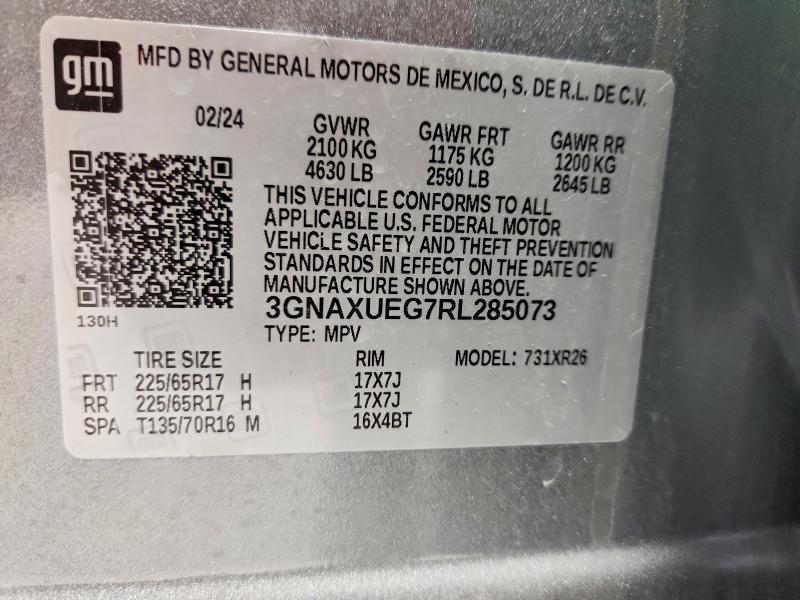 gm
MFD BY GENERAL MOTORS DE MEXICO, S. DE R.L. DE C.V.
02/24
GVWR GAWR FRT GAWR RR
2100 KG 1175 KG 1200 KG
4630 LB 2590 LB 2645 LB
THIS VEHICLE CONFORMS TO ALL
APPLICABLE U.S. FEDERAL MOTOR
VEHICLE SAFETY AND THEFT PREVENTION
STANDARDS IN EFFECT ON THE DATE OF
MANUFACTURE SHOWN ABOVE.
3GNAXUEG7RL285073
130H
TYPE: MPV
TIRE SIZE RIM MODEL: 731XR26
FRT 225/65R17 H 17X7J
RR 225/65R17 H 17X7J
SPA T135/70R16 M 16X4BT